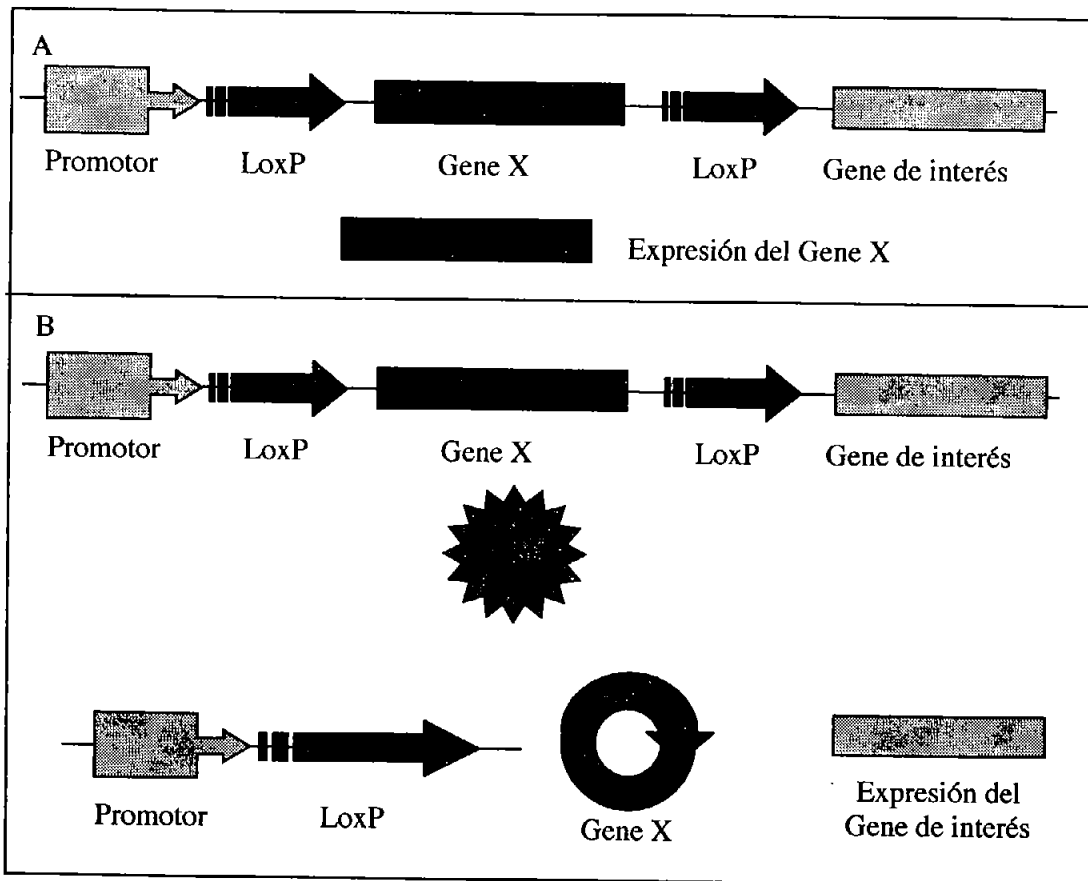 A
Promotor LoxP Gene X LoxP Gene de interés
Expresión del Gene X
B
Promotor LoxP Gene X LoxP Gene de interés
Promotor LoxP Gene X Expresión del
Gene de interés